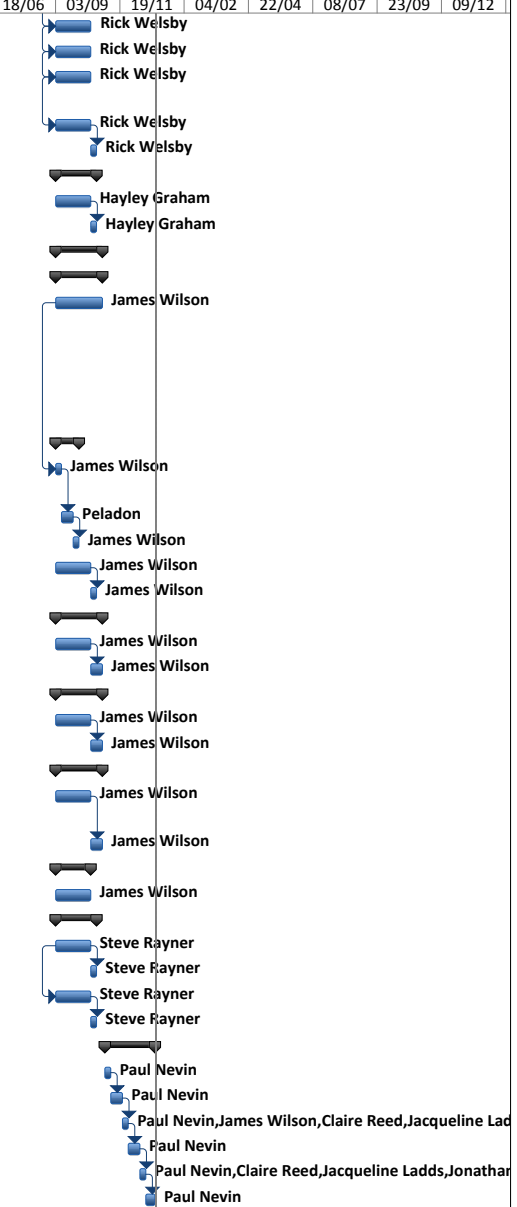 18/06 03/09 19/11 04/02 22/04 08/07 23/09 09/12
Rick Welsby
Rick Welsby
Rick Welsby
Rick Welsby
Rick Welsby
Hayley Graham
Hayley Graham
James Wilson
James Wilson
Peladon
James Wilson
James Wilson
James Wilson
James Wilson
James Wilson
James Wilson
James Wilson
James Wilson
James Wilson
James Wilson
Steve Rayner
Steve Rayner
Steve Rayner
Steve Rayner
Paul Nevin
Paul Nevin
Paul Nevin,James Wilson,Claire Reed,Jacqueline Lad
Paul Nevin
Paul Nevin,Claire Reed,Jacqueline Ladds,Jonathan
Paul Nevin